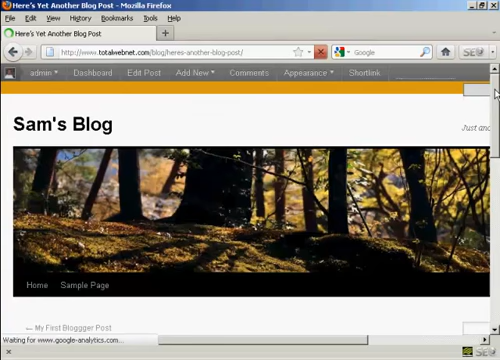 Here's Yet Another Blog Post - Mozilla Firefox
File Edit View History Bookmarks Tools Help
Here's Yet Another Blog Post
http://www.totalwebnet.com/blog/heres-another-blog-post/
Google
SEO
admin Dashboard Edit Post Add New Comments Appearance Shortlink
Sam's Blog
Just and
Home Sample Page
← My First Bloggger Post
Waiting for www.google-analytics.com...
SEO